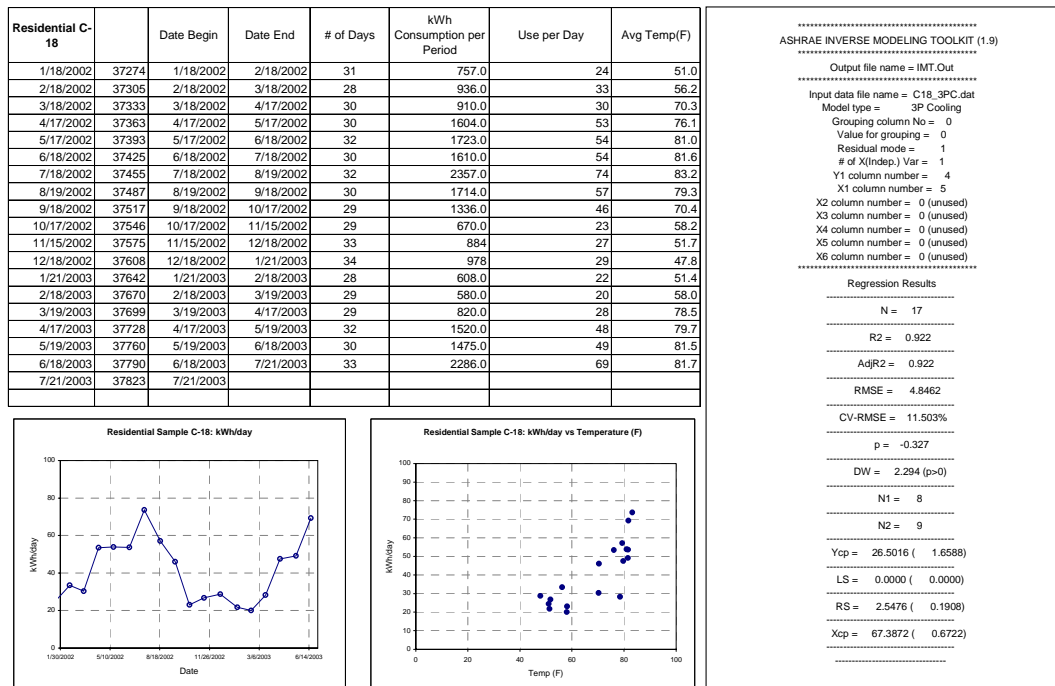 Residential C-18 Date Begin Date End # of Days kWh Consumption per Period Use per Day Avg Temp(F)
1/18/2002 37274 1/18/2002 2/18/2002 31 757.0 24 51.0
2/18/2002 37305 2/18/2002 3/18/2002 28 936.0 33 56.2
3/18/2002 37333 3/18/2002 4/17/2002 30 910.0 30 70.3
4/17/2002 37363 4/17/2002 5/17/2002 30 1604.0 53 76.1
5/17/2002 37393 5/17/2002 6/18/2002 32 1723.0 54 81.0
6/18/2002 37425 6/18/2002 7/18/2002 30 1610.0 54 81.6
7/18/2002 37455 7/18/2002 8/19/2002 32 2357.0 74 83.2
8/19/2002 37487 8/19/2002 9/18/2002 30 1714.0 57 79.3
9/18/2002 37517 9/18/2002 10/17/2002 29 1336.0 46 70.4
10/17/2002 37546 10/17/2002 11/15/2002 29 670.0 23 58.2
11/15/2002 37575 11/15/2002 12/18/2002 33 884 27 51.7
12/18/2002 37608 12/18/2002 1/21/2003 34 978 29 47.8
1/21/2003 37642 1/21/2003 2/18/2003 28 608.0 22 51.4
2/18/2003 37670 2/18/2003 3/19/2003 29 580.0 20 58.0
3/19/2003 37699 3/19/2003 4/17/2003 29 820.0 28 78.5
4/17/2003 37728 4/17/2003 5/19/2003 32 1520.0 48 79.7
5/19/2003 37760 5/19/2003 6/18/2003 30 1475.0 49 81.5
6/18/2003 37790 6/18/2003 7/21/2003 33 2286.0 69 81.7
7/21/2003 37823 7/21/2003
Residential Sample C-18: kWh/day
100
80
60
40
20
0
kWh/day
1/30/2002 5/10/2002 8/18/2002 11/26/2002 3/6/2003 6/14/2003
Date
Residential Sample C-18: kWh/day vs Temperature (F)
100
90
80
70
60
50
40
30
20
10
0
kWh/day
0 20 40 60 80 100
Temp (F)
********************************************
ASHRAE INVERSE MODELING TOOLKIT (1.9)
********************************************
Output file name = IMT.Out
********************************************
Input data file name = C18_3PC.dat
Model type = 3P Cooling
Grouping column No = 0
Value for grouping = 0
Residual mode = 1
# of X(Indep.) Var = 1
Y1 column number = 4
X1 column number = 5
X2 column number = 0 (unused)
X3 column number = 0 (unused)
X4 column number = 0 (unused)
X5 column number = 0 (unused)
X6 column number = 0 (unused)
********************************************
Regression Results
----------------------------------------
N = 17
----------------------------------------
R2 = 0.922
----------------------------------------
AdjR2 = 0.922
----------------------------------------
RMSE = 4.8462
----------------------------------------
CV-RMSE = 11.503%
----------------------------------------
p = -0.327
----------------------------------------
DW = 2.294 (p>0)
----------------------------------------
N1 = 8
----------------------------------------
N2 = 9
----------------------------------------
Ycp = 26.5016 ( 1.6588)
----------------------------------------
LS = 0.0000 ( 0.0000)
----------------------------------------
RS = 2.5476 ( 0.1908)
----------------------------------------
Xcp = 67.3872 ( 0.6722)
----------------------------------------
-----------------------------------